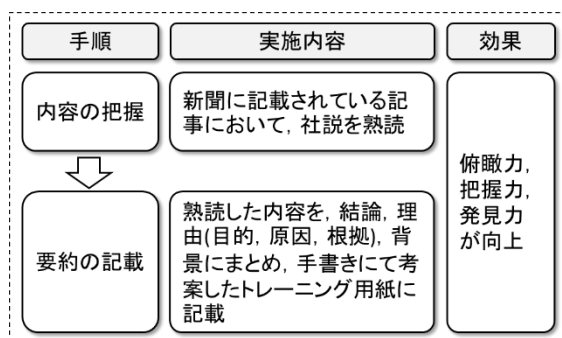 手順
実施内容
効果
内容の把握
新聞に記載されている記
事において，社説を熟読
要約の記載
熟読した内容を，結論，理
由(目的，原因，根拠)，背
景にまとめ，手書きにて考
案したトレーニング用紙に
記載
俯瞰力，
把握力，
発見力
が向上